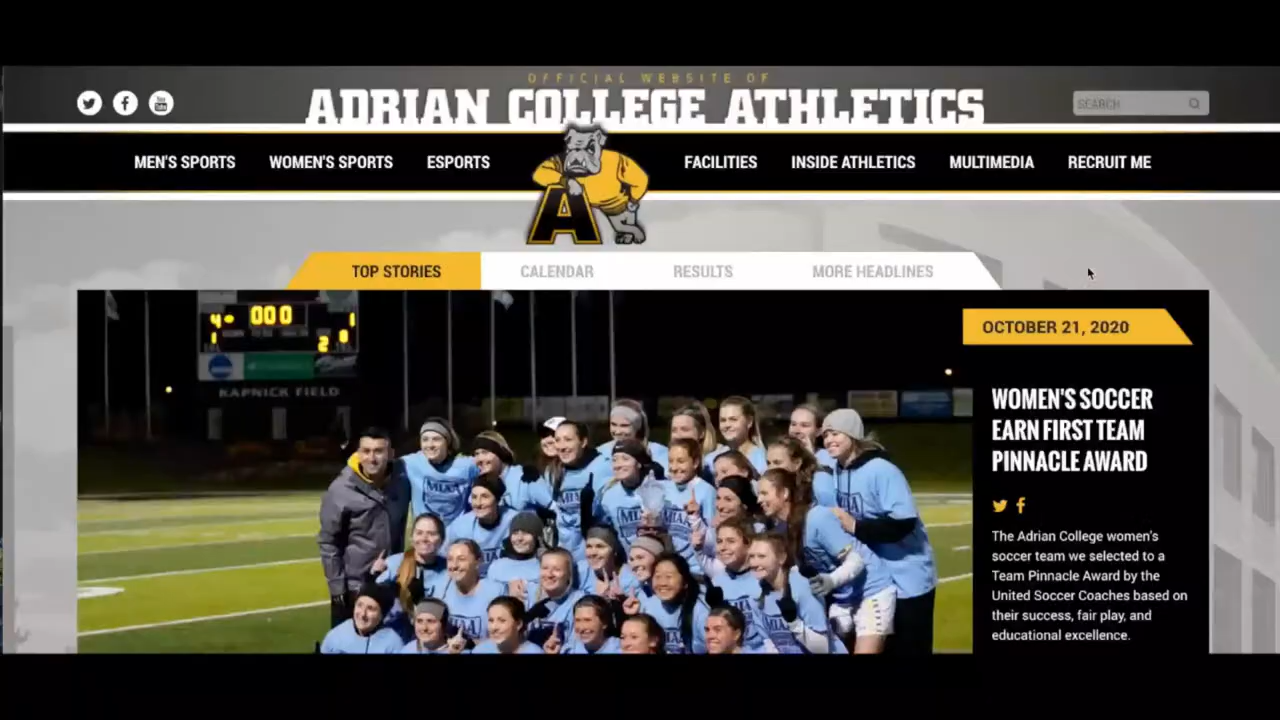 OFFICIAL WEBSITE OF
ADRIAN COLLEGE ATHLETICS
SEARCH
MEN'S SPORTS WOMEN'S SPORTS ESPORTS FACILITIES INSIDE ATHLETICS MULTIMEDIA RECRUIT ME
A
TOP STORIES CALENDAR RESULTS MORE HEADLINES
KAPNICK FIELD
OCTOBER 21, 2020
WOMEN'S SOCCER
EARN FIRST TEAM
PINNACLE AWARD
The Adrian College women's
soccer team we selected to a
Team Pinnacle Award by the
United Soccer Coaches based on
their success, fair play, and
educational excellence.